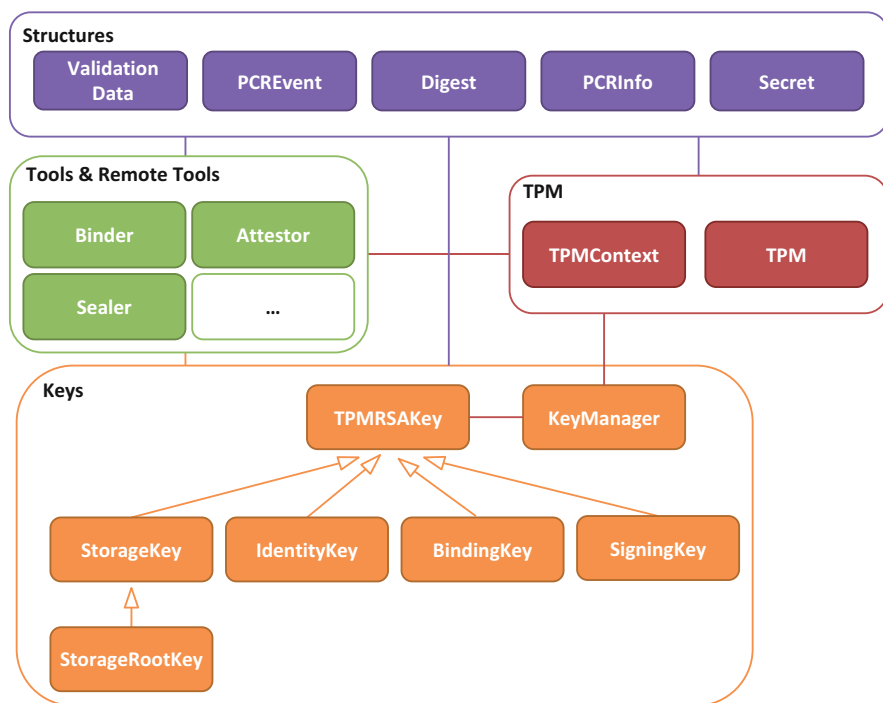 Structures
Validation
Data
PCREvent
Digest
PCRInfo
Secret
Tools & Remote Tools
Binder
Attestor
Sealer
...
TPM
TPMContext
TPM
Keys
TPMRSAKey
KeyManager
StorageKey
IdentityKey
BindingKey
SigningKey
StorageRootKey